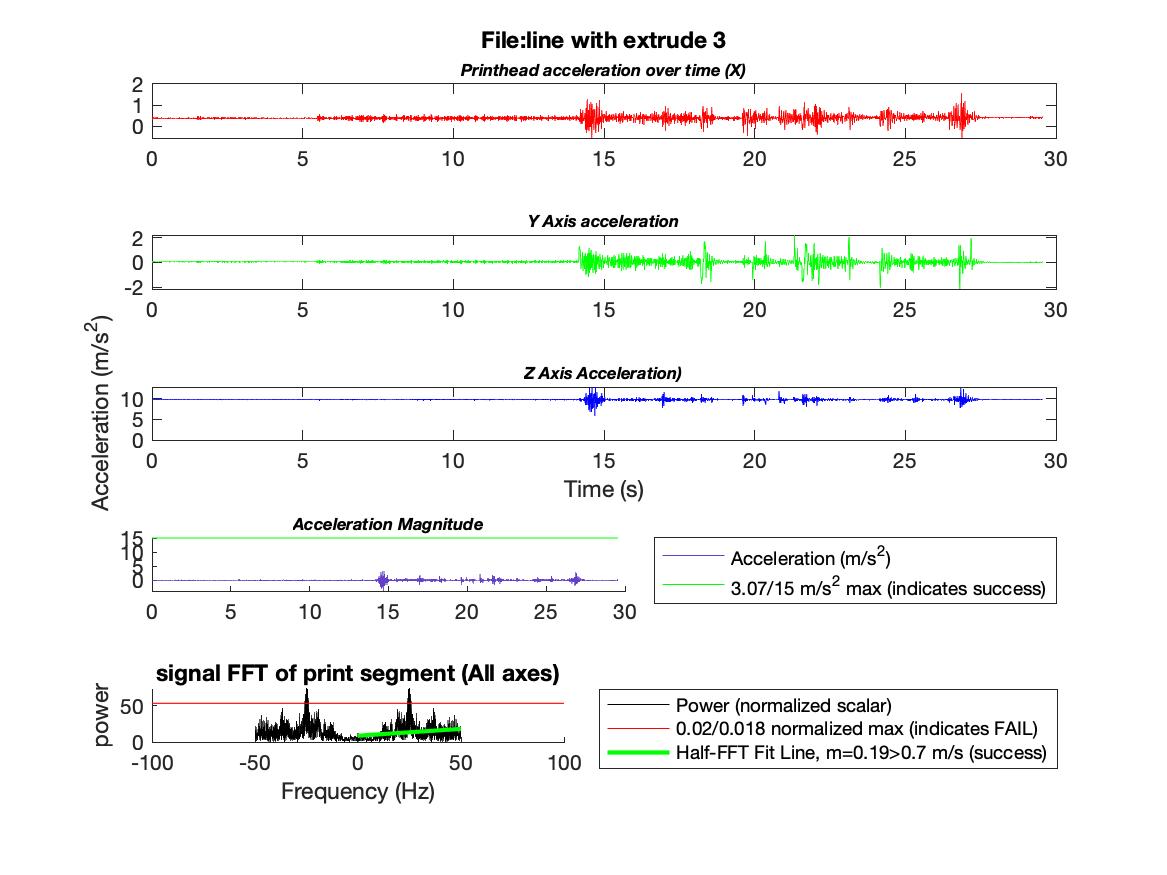 File:line with extrude 3
Printhead acceleration over time (X)
2
1
0
0 5 10 15 20 25 30
Y Axis acceleration
2
0
-2
0 5 10 15 20 25 30
Acceleration (m/s2)
Z Axis Acceleration)
10
5
0
0 5 10 15 20 25 30
Time (s)
Acceleration Magnitude
15
10
5
0
0 5 10 15 20 25 30
Acceleration (m/s2)
3.07/15 m/s2 max (indicates success)
signal FFT of print segment (All axes)
power
50
0
-100 -50 0 50 100
Frequency (Hz)
Power (normalized scalar)
0.02/0.018 normalized max (indicates FAIL)
Half-FFT Fit Line, m=0.19>0.7 m/s (success)